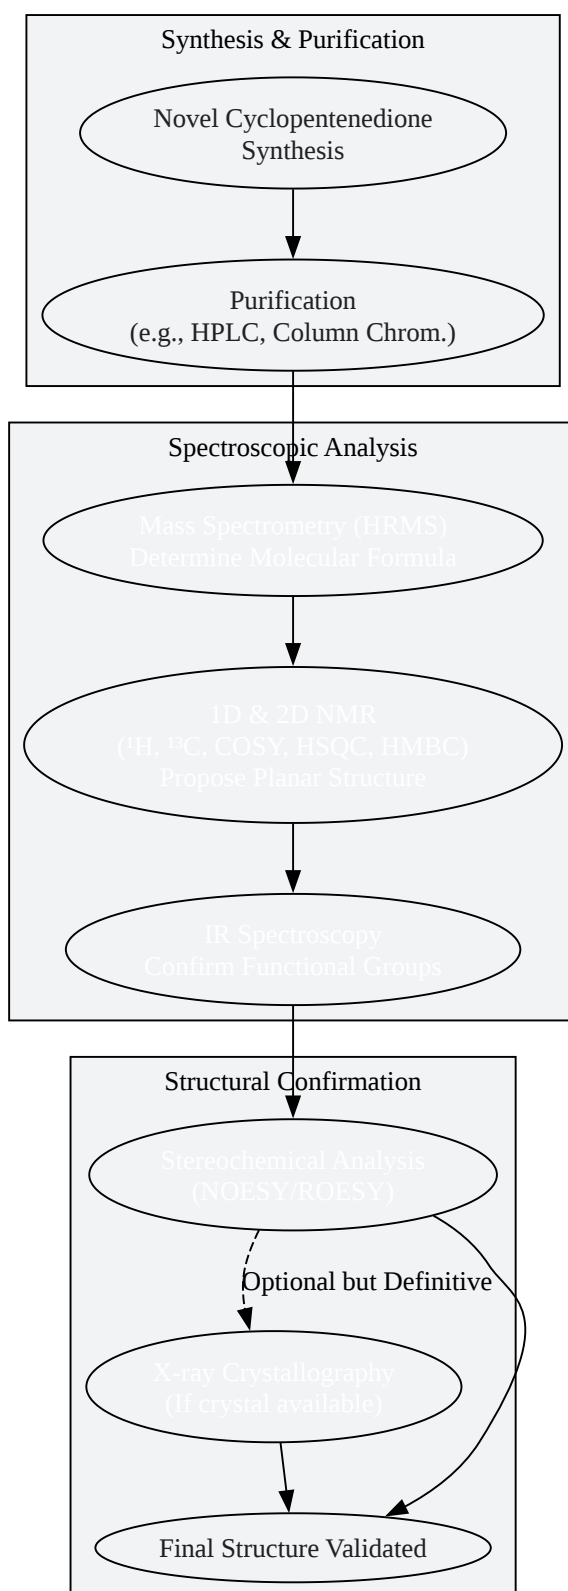 Synthesis & Purification
Novel Cyclopentenedione
Synthesis
Purification
(e.g., HPLC, Column Chrom.)
Spectroscopic Analysis
Mass Spectrometry (HRMS)
Determine Molecular Formula
1D & 2D NMR
(¹H, ¹³C, COSY, HSQC, HMBC)
Propose Planar Structure
IR Spectroscopy
Confirm Functional Groups
Structural Confirmation
Stereochemical Analysis
(NOESY/ROESY)
Optional but Definitive
X-ray Crystallography
(If crystal available)
Final Structure Validated